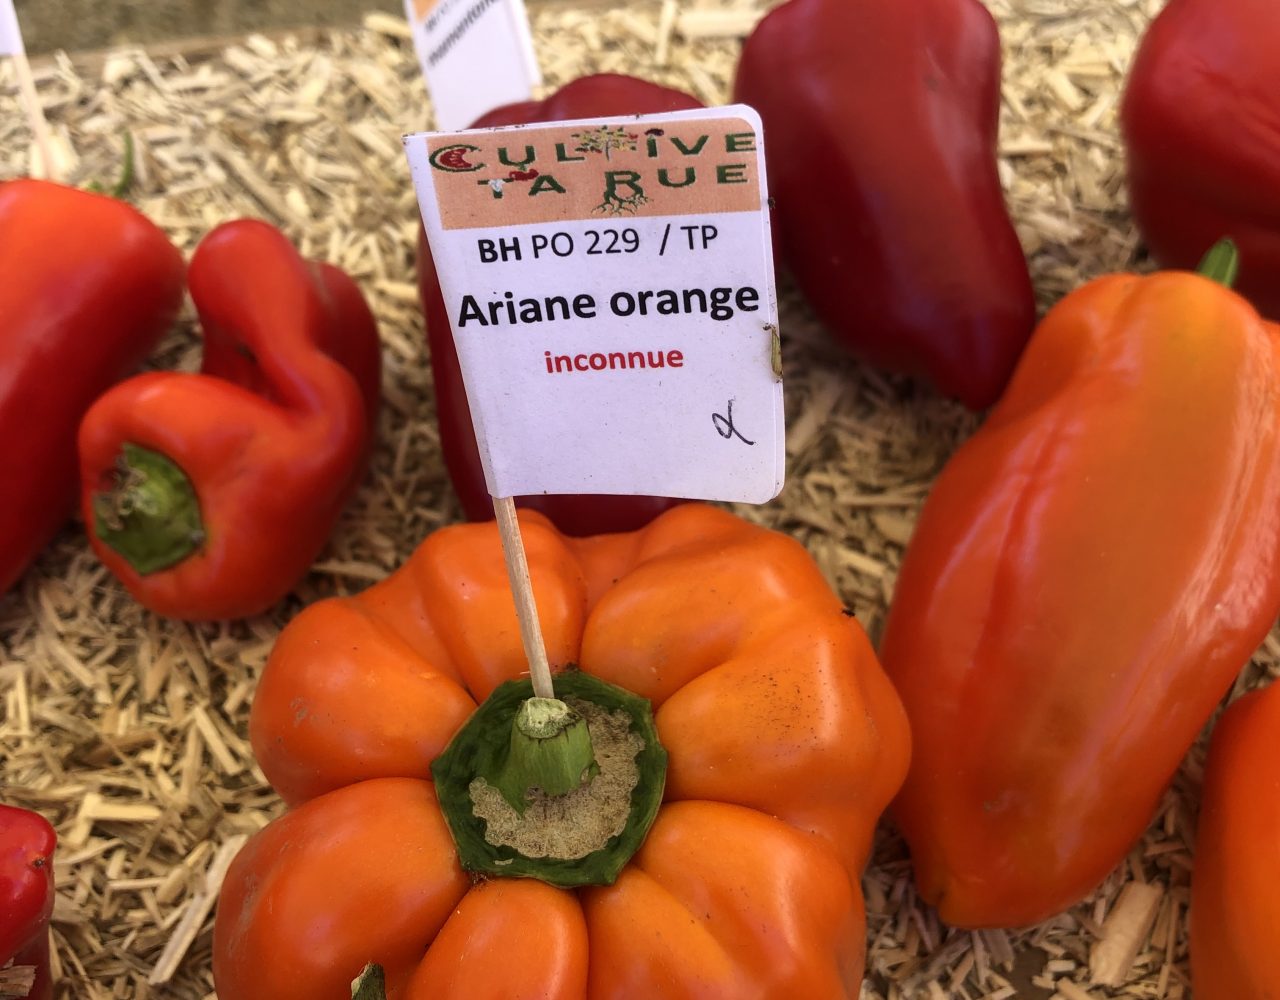 CULTIVE
TA RUE
BH PO 229 / TP
Ariane orange
inconnue